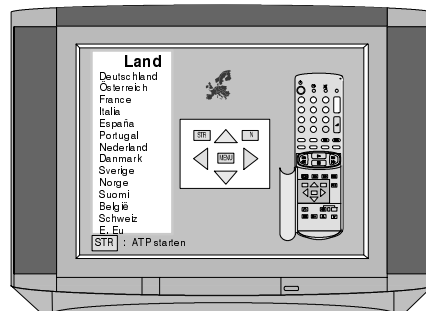 Land
Deutschland
Österreich
France
Italia
España
Portugal
Nederland
Danmark
Sverige
Norge
Suomi
België
Schweiz
E. Eu
STR : ATP starten
STR
N
MENU